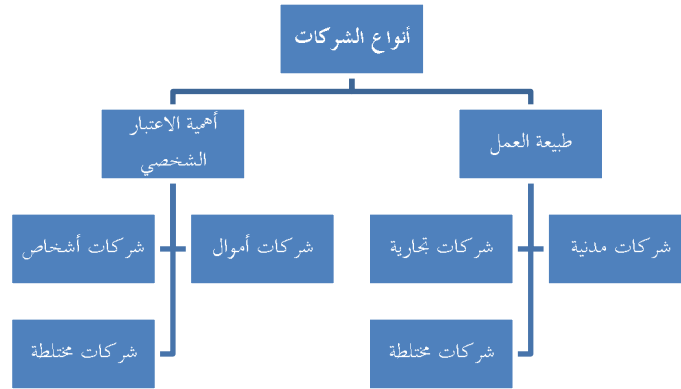 أنواع الشركات
طبيعة العمل
أهمية الاعتبار
الشخصي
شركات مدنية
شركات تجارية
شركات أموال
شركات أشخاص
شركات مختلطة
شركات مختلطة